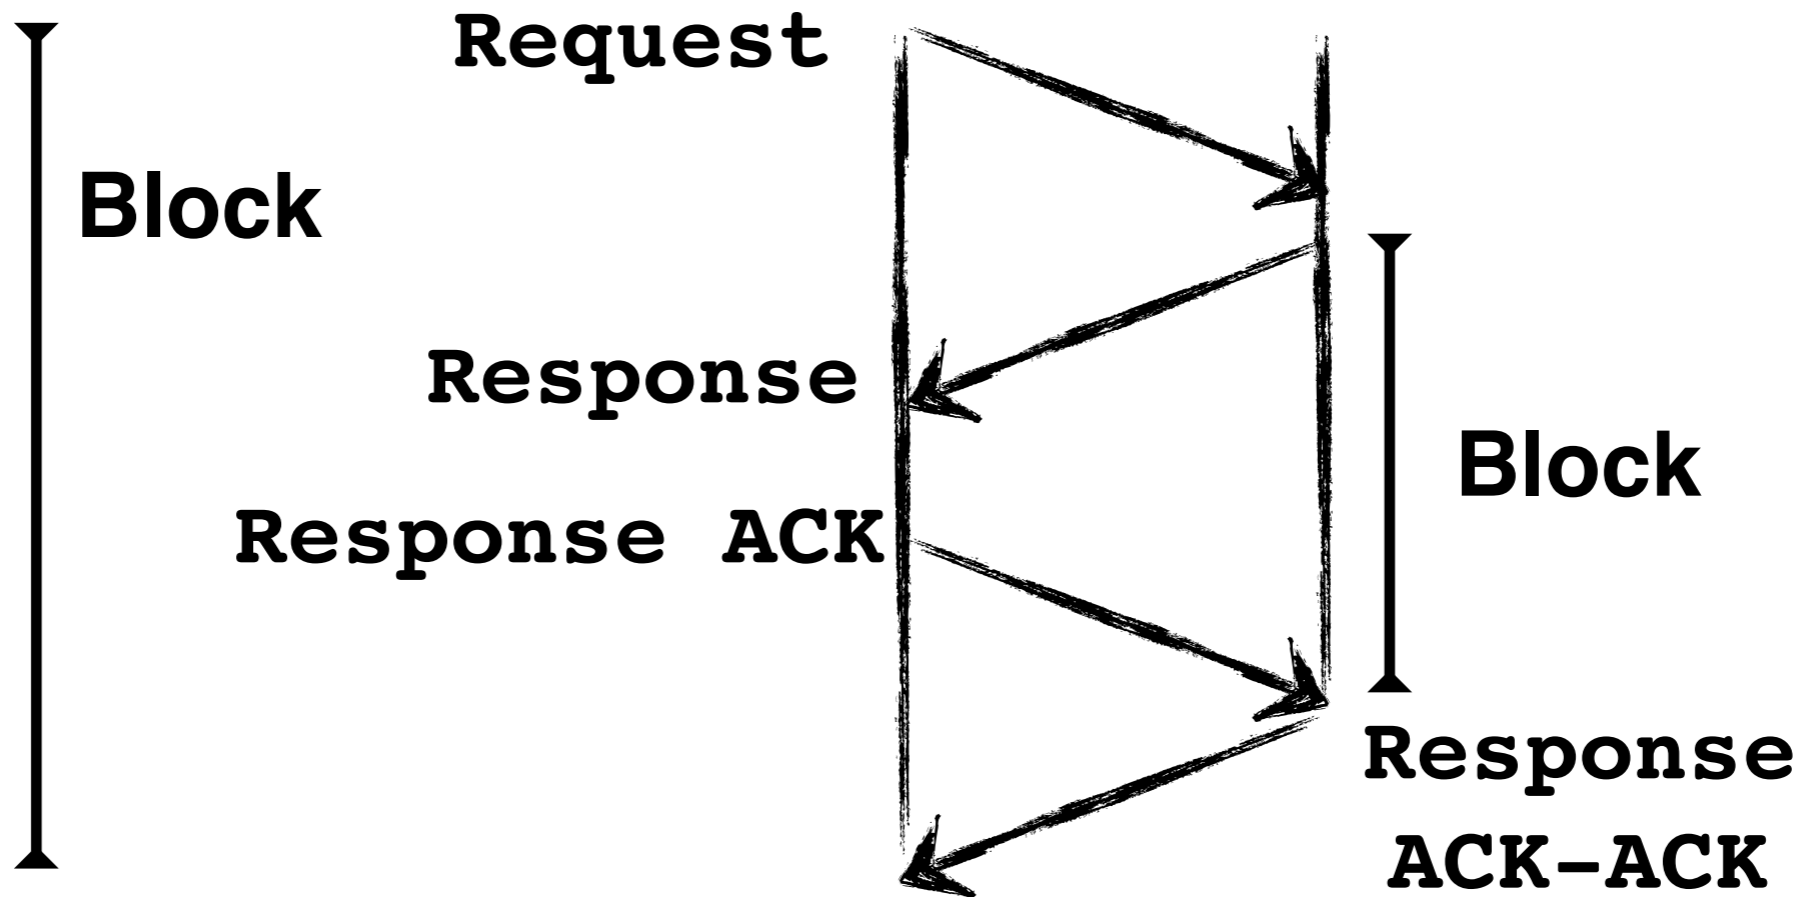 Request
Block
Response
Block
Response ACK
Response
ACK-ACK